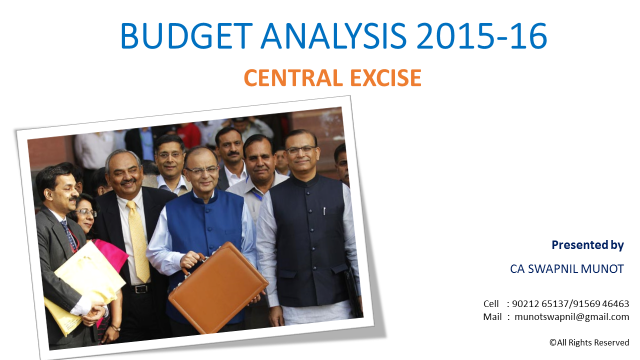 BUDGET ANALYSIS 2015-16
CENTRAL EXCISE
Presented by
CA SWAPNIL MUNOT
Cell : 90212 65137/91569 46463
Mail : munotswapnil@gmail.com
©All Rights Reserved